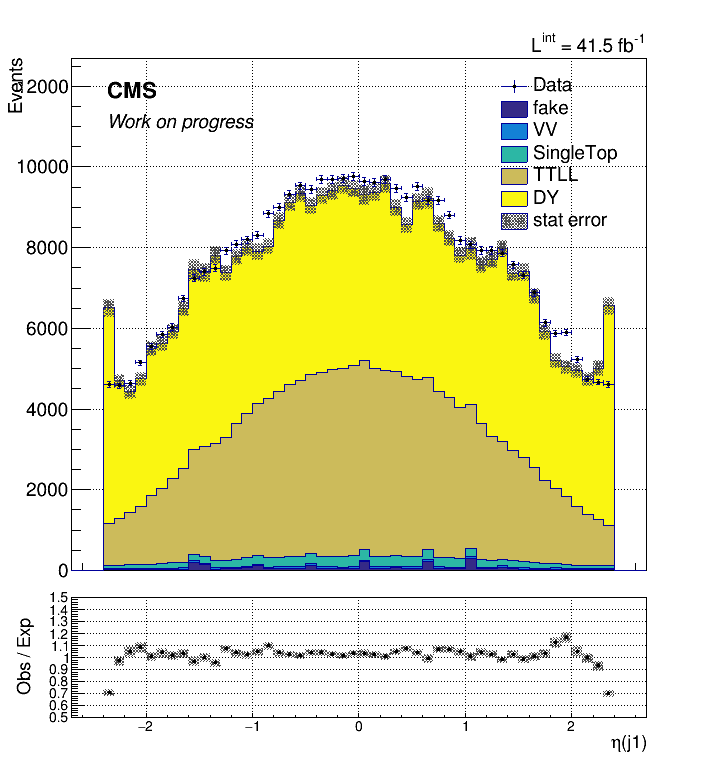 L^int = 41.5 fb^-1
Events
12000
10000
8000
6000
4000
2000
0
CMS
Work on progress
Data
fake
VV
SingleTop
TTLL
DY
stat error
Obs / Exp
1.5
1.4
1.3
1.2
1.1
1
0.9
0.8
0.7
0.6
0.5
−2
−1
0
1
2
η(j1)